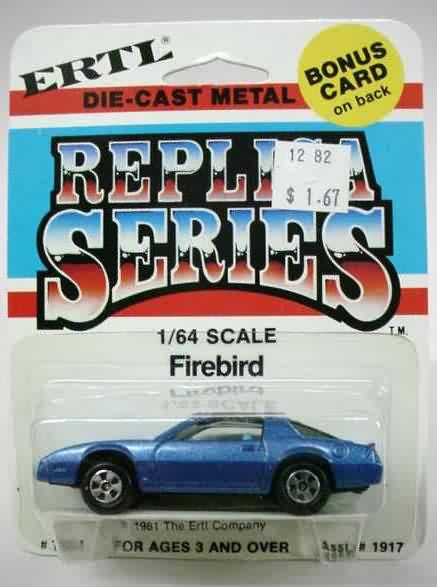 ERTL®
BONUS
CARD
on back
DIE-CAST METAL
REPLICA
SERIES
12 82
$ 1.67
T.M.
1/64 SCALE
Firebird
1981 The Ertl Company
FOR AGES 3 AND OVER
Asst. # 1917